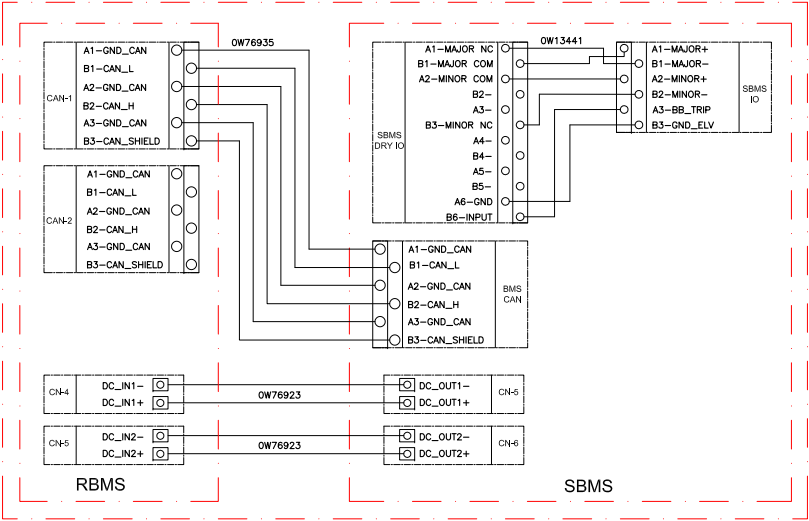 0W76935
CAN-1
A1-GND_CAN
B1-CAN_L
A2-GND_CAN
B2-CAN_H
A3-GND_CAN
B3-CAN_SHIELD
CAN-2
A1-GND_CAN
B1-CAN_L
A2-GND_CAN
B2-CAN_H
A3-GND_CAN
B3-CAN_SHIELD
SBMS
DRY IO
A1-MAJOR NC
B1-MAJOR COM
A2-MINOR COM
B2-
A3-
B3-MINOR NC
A4-
B4-
A5-
B5-
A6-GND
B6-INPUT
0W13441
A1-MAJOR+
B1-MAJOR-
A2-MINOR+
B2-MINOR-
A3-BB_TRIP
B3-GND_ELV
SBMS
IO
A1-GND_CAN
B1-CAN_L
A2-GND_CAN
B2-CAN_H
A3-GND_CAN
B3-CAN_SHIELD
BMS
CAN
CN-4
DC_IN1-
DC_IN1+
0W76923
DC_OUT1-
DC_OUT1+
CN-5
CN-5
DC_IN2-
DC_IN2+
0W76923
DC_OUT2-
DC_OUT2+
CN-6
RBMS
SBMS